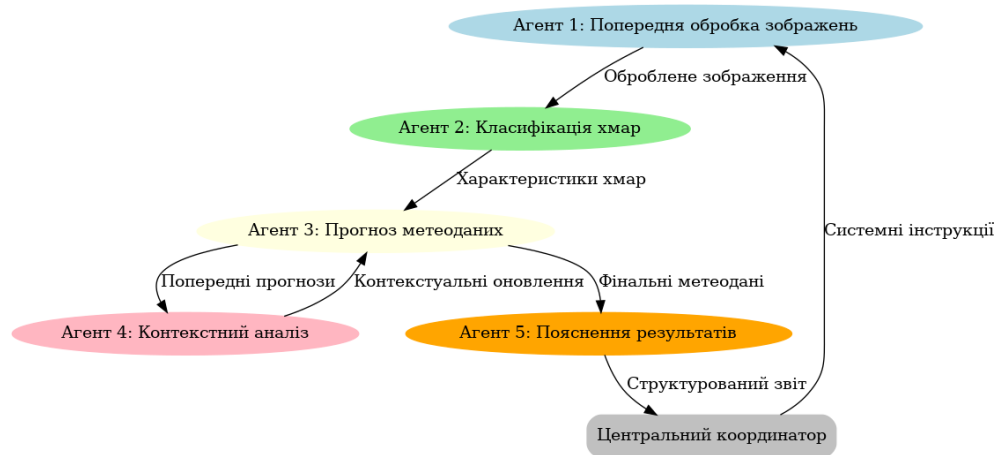 Агент 1: Попередня обробка зображень
Оброблене зображення
Агент 2: Класифікація хмар
Характеристики хмар
Агент 3: Прогноз метеоданих
Системні інструкції
Попередні прогнози
Контекстуальні оновлення
Фінальні метеодані
Агент 4: Контекстний аналіз
Агент 5: Пояснення результатів
Структурований звіт
Центральний координатор